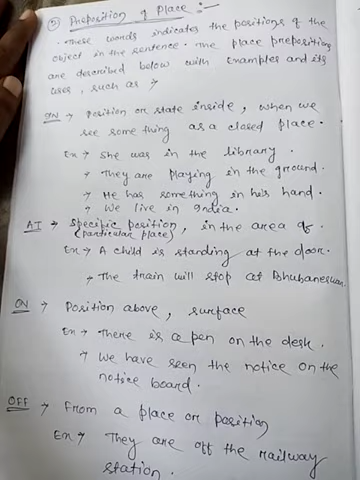 ⑤ Preposition of Place :-
• These words indicates the positions of the
object in the sentence. The place prepositions
are described below with examples and its
uses, such as →
IN → Position or state inside, when we
see something as a closed place.
Ex → She was in the library.
→ They are playing in the ground.
→ He has something in his hand.
→ We live in India.
AT → Specific position, in the area of.
(particular place)
Ex → A child is standing at the door.
→ The train will stop at Bhubaneswar.
ON → Position above, surface
Ex → There is a pen on the desk.
→ We have seen the notice on the
notice board.
OFF → From a place or position
Ex → They are off the railway
station.